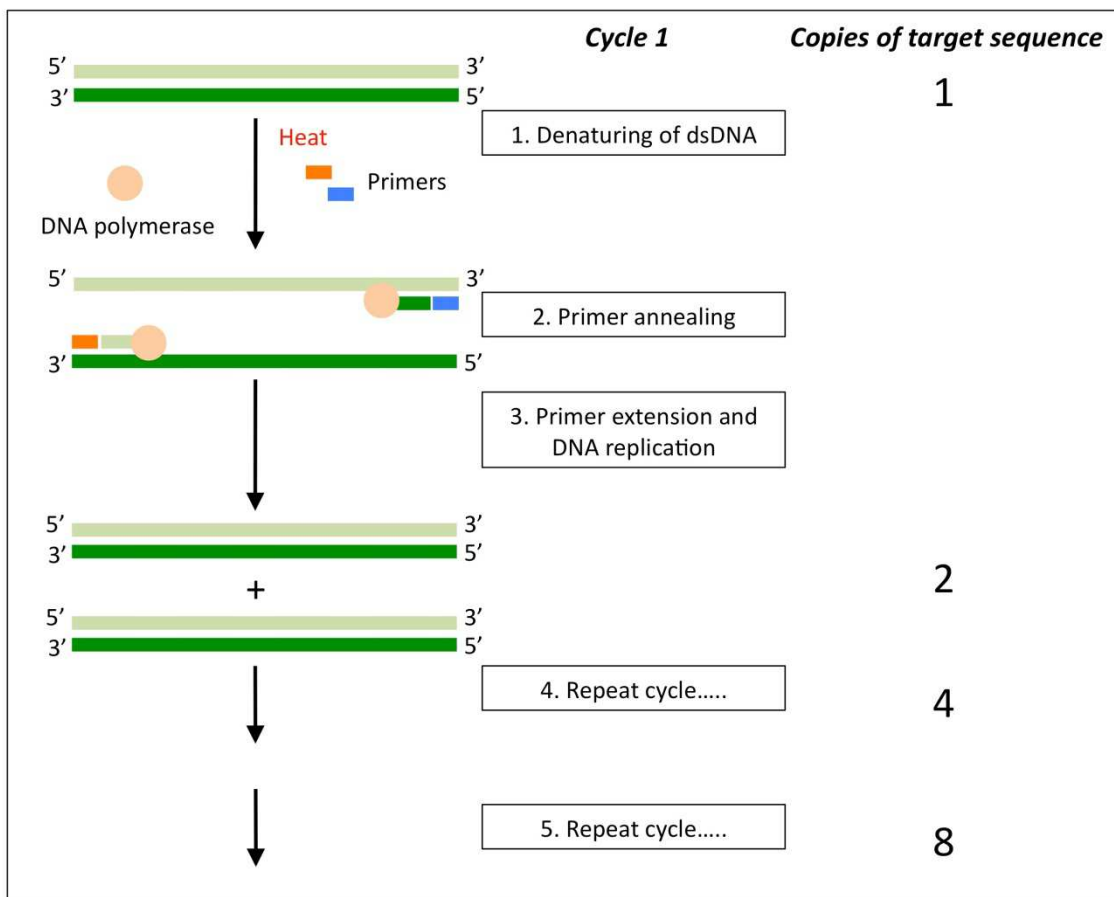 Cycle 1
Copies of target sequence
5’
3’
3’
5’
1
1. Denaturing of dsDNA
Heat
Primers
DNA polymerase
5’
3’
2. Primer annealing
3’
5’
3. Primer extension and
DNA replication
5’
3’
3’
5’
+
2
5’
3’
3’
5’
4. Repeat cycle.....
4
5. Repeat cycle.....
8